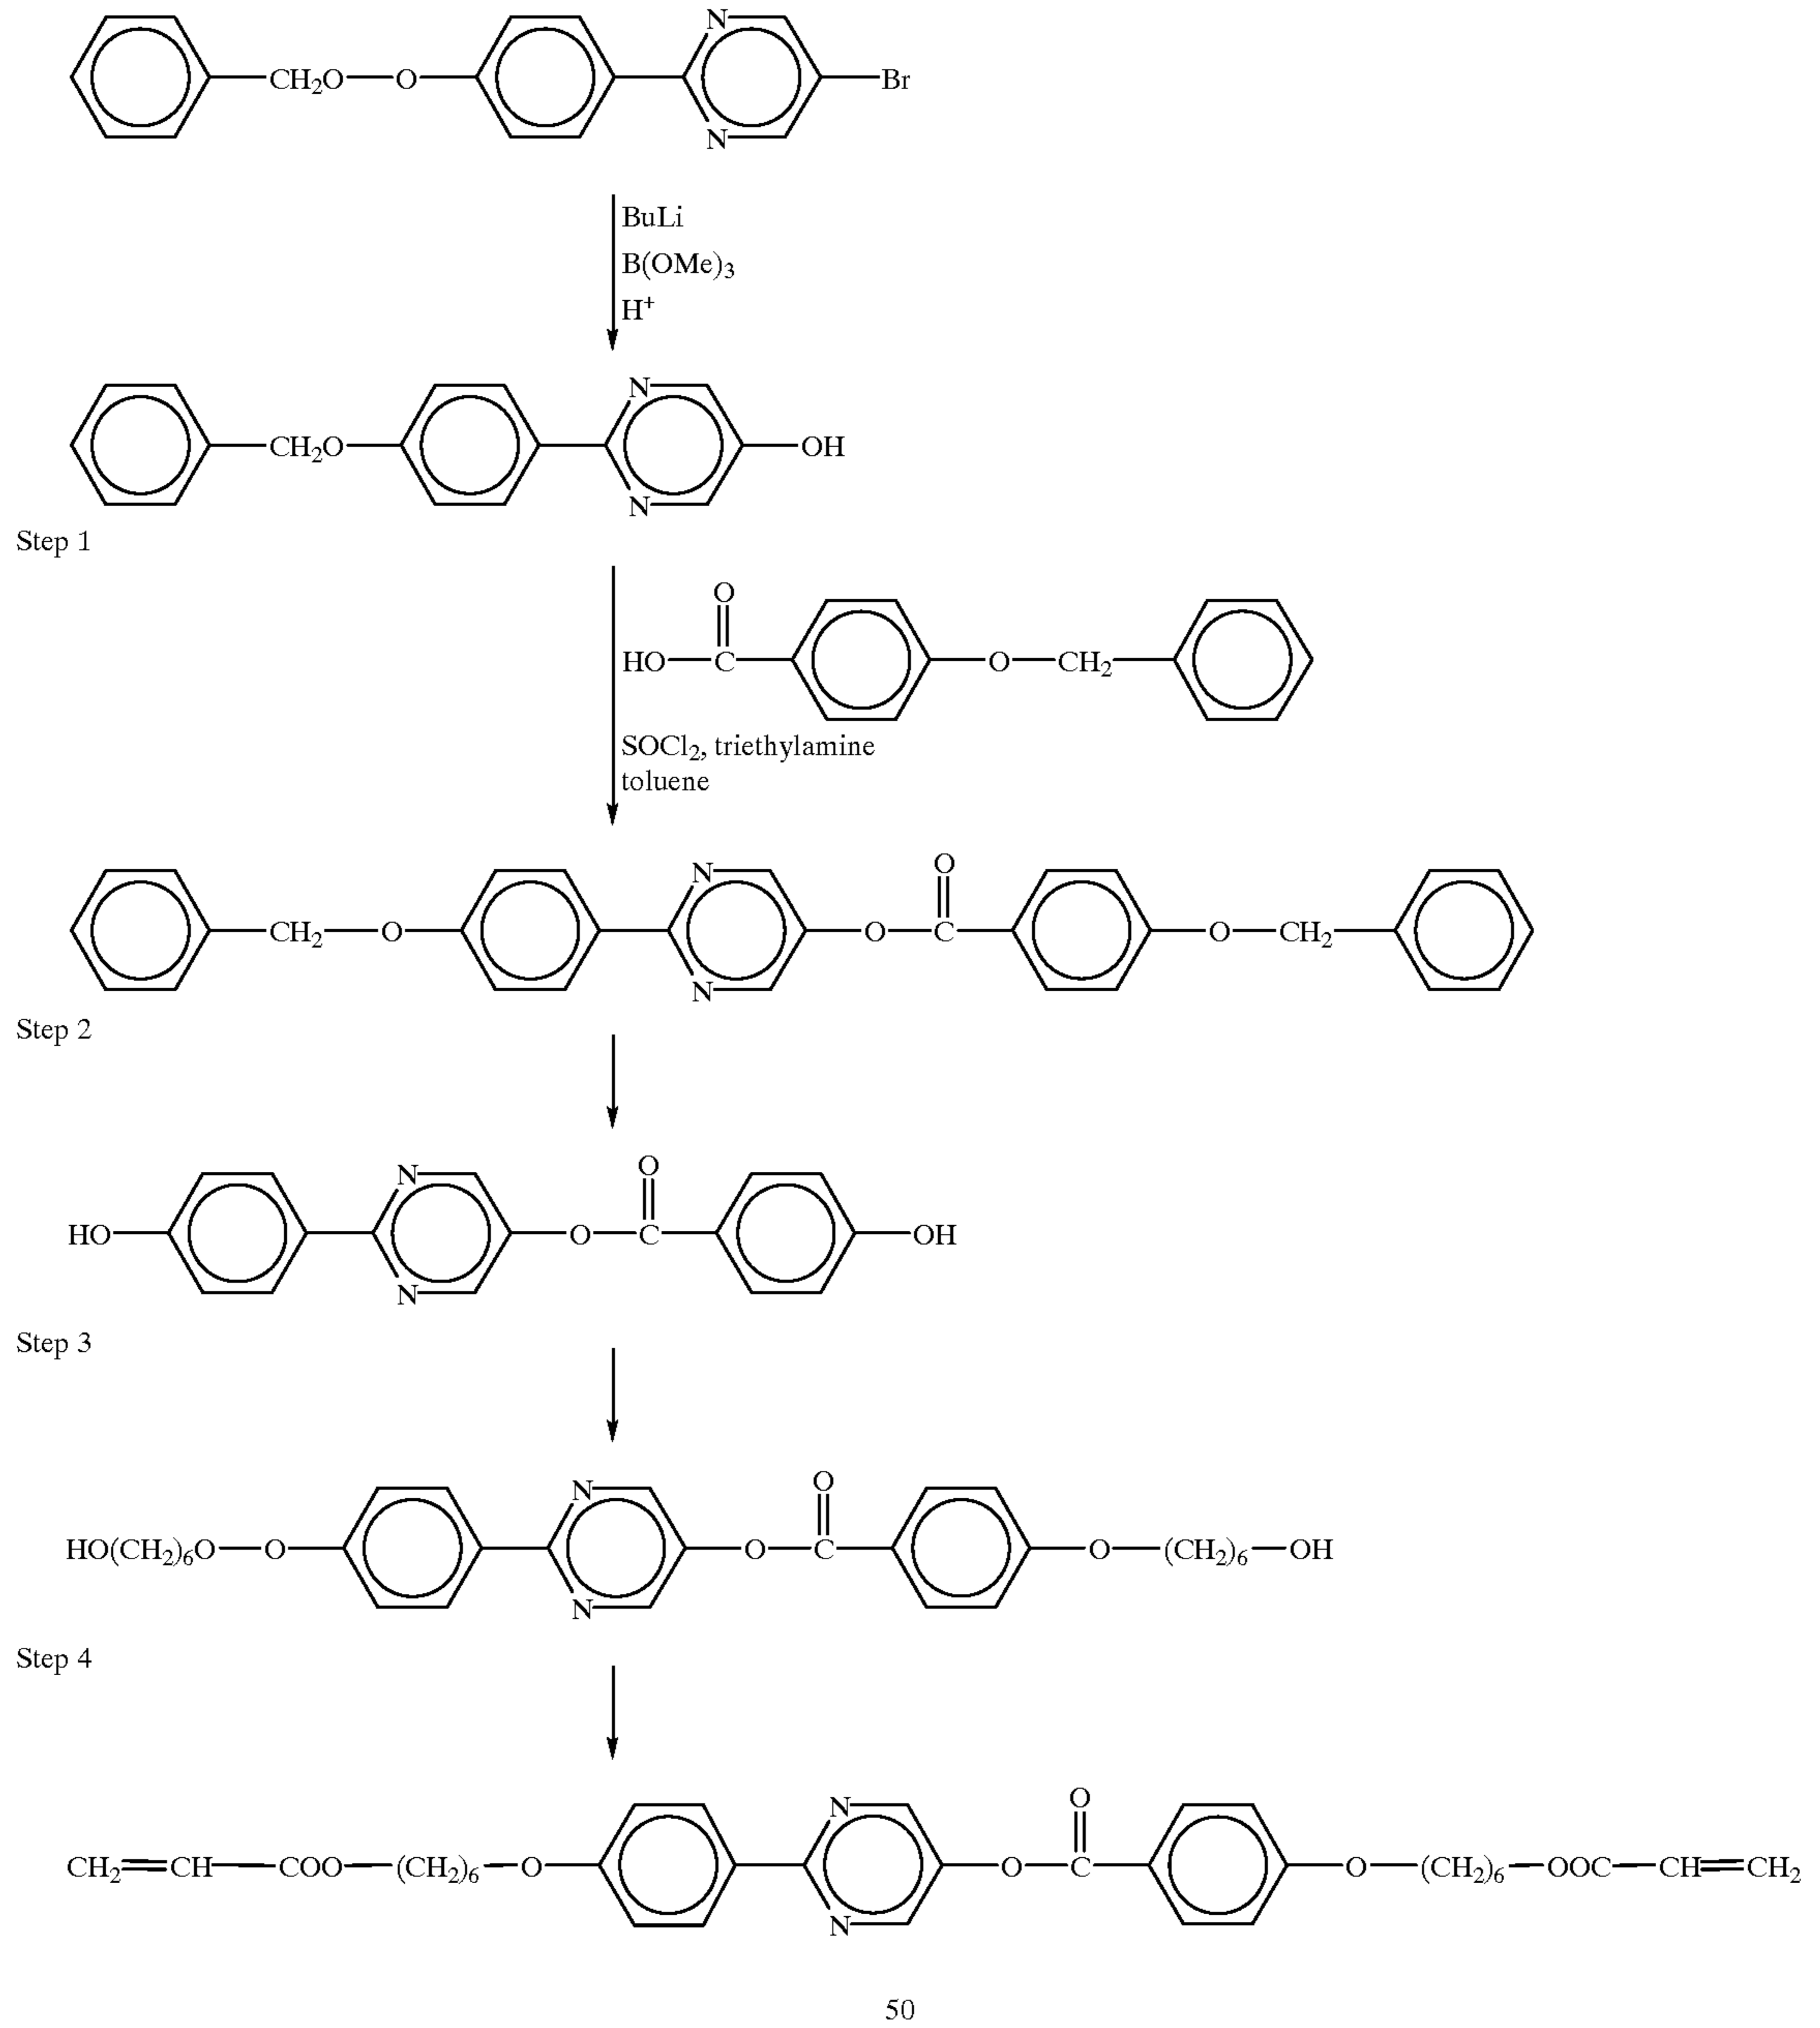 CH₂O—O N N Br
BuLi
B(OMe)₃
H⁺
CH₂O N N OH
Step 1
O
HO C O CH₂
SOCl₂, triethylamine
toluene
N O
CH₂ O O C O CH₂
N
Step 2
N O
HO O C OH
N
Step 3
N O
HO(CH₂)₆O—O O C O (CH₂)₆—OH
N
Step 4
N O
CH₂=CH—COO—(CH₂)₆—O O C O—(CH₂)₆—OOC—CH=CH₂
N
50